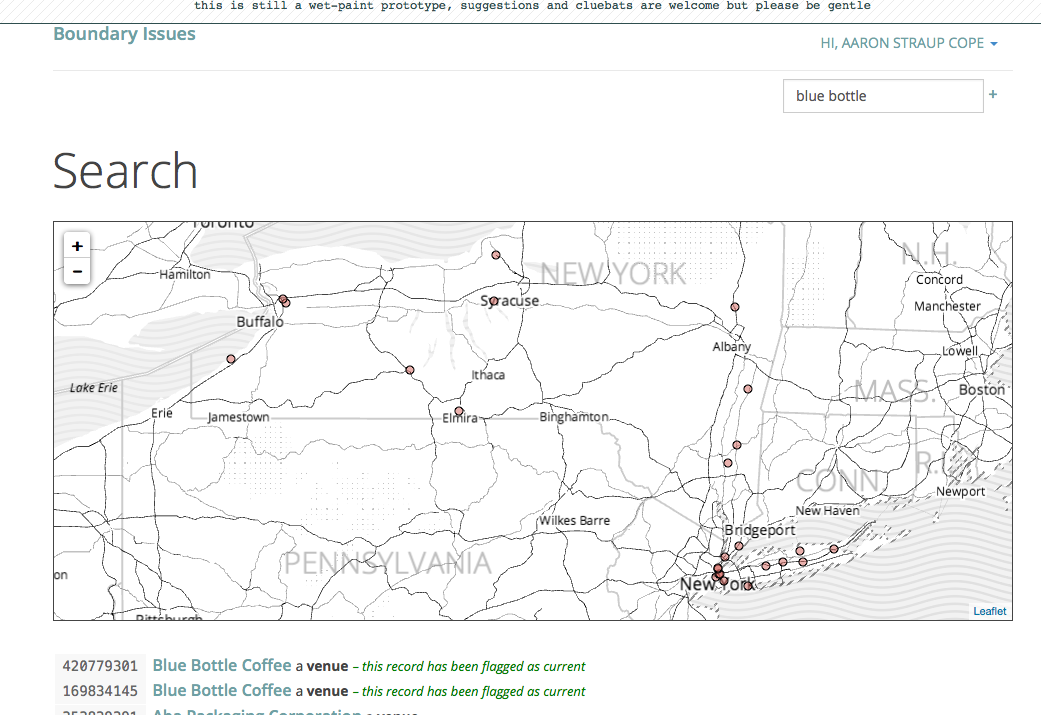 this is still a wet-paint prototype, suggestions and cluebats are welcome but please be gentle
Boundary Issues
HI, AARON STRAUP COPE
blue bottle +
Search
+
−
Toronto
Hamilton
NEW YORK
N.H.
Concord
Manchester
Syracuse
Buffalo
Albany
Lowell
Lake Erie
Ithaca
MASS.
Boston
Erie
Jamestown
Elmira
Binghamton
R.I.
CONN.
Newport
New Haven
Wilkes Barre
Bridgeport
PENNSYLVANIA
on
New York
Pittsburgh
Leaflet
420779301 Blue Bottle Coffee a venue – this record has been flagged as current
169834145 Blue Bottle Coffee a venue – this record has been flagged as current
Aba Packaging Corporation a venue